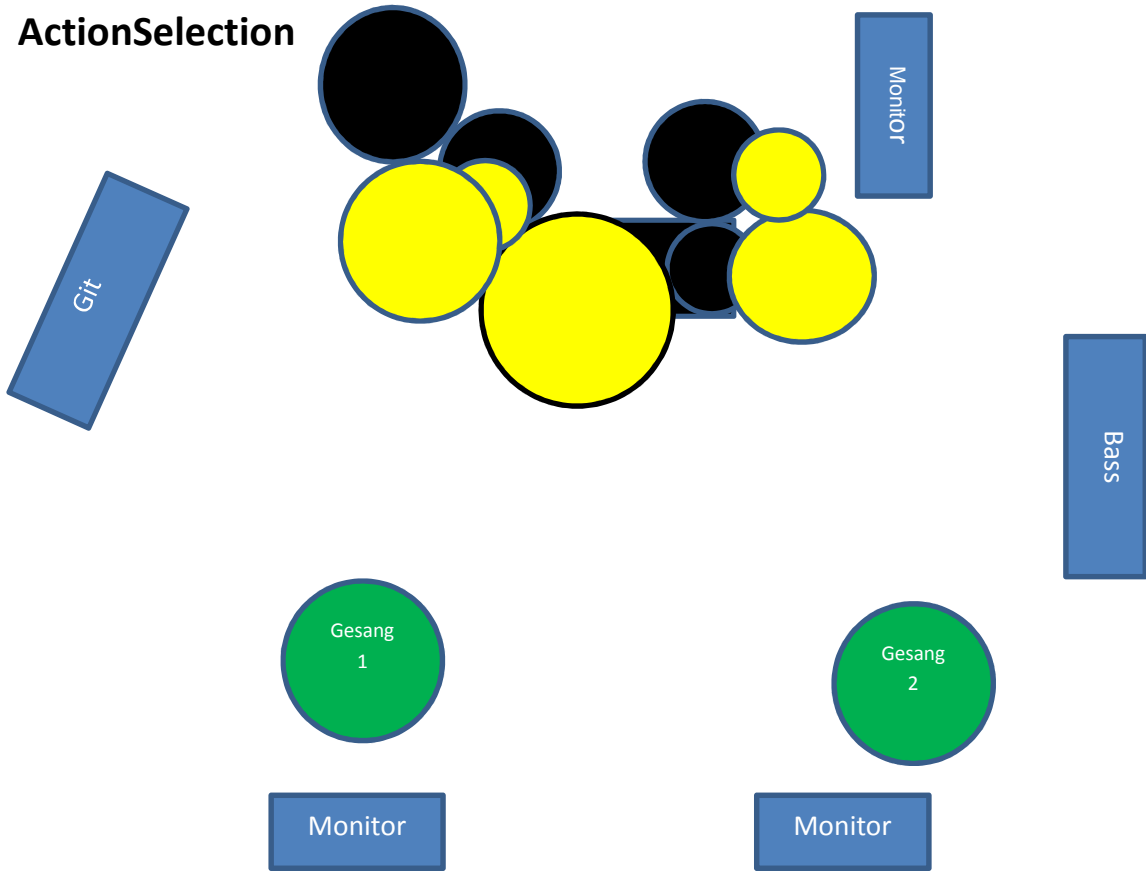 ActionSelection
Monitor
Git
Bass
Gesang
1
Gesang
2
Monitor
Monitor